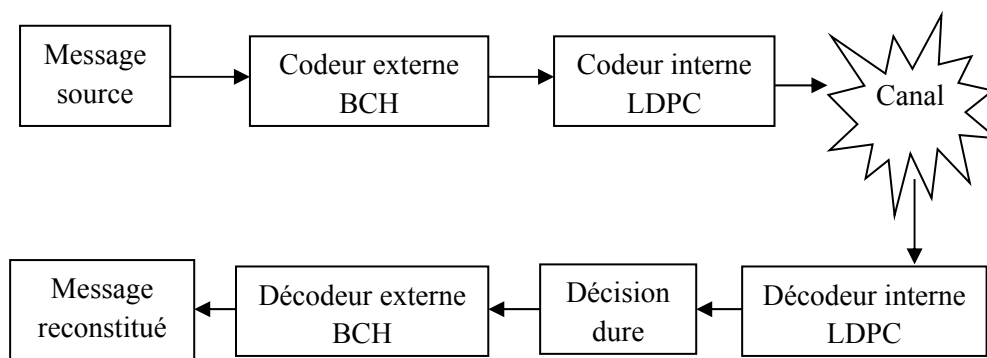 Message
source
Codeur externe
BCH
Codeur interne
LDPC
Canal
Message
reconstitué
Décodeur externe
BCH
Décision
dure
Décodeur interne
LDPC